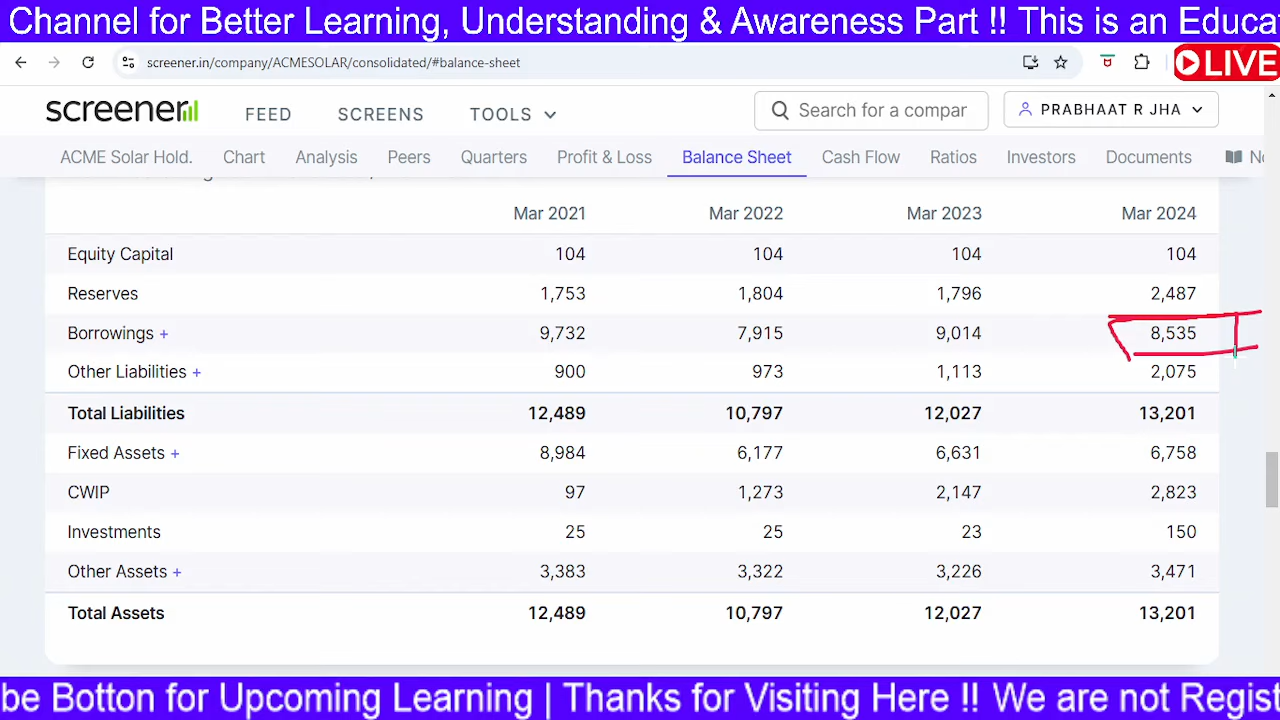 Channel for Better Learning, Understanding & Awareness Part !! This is an Educa
screener.in/company/ACMESOLAR/consolidated/#balance-sheet
LIVE
screener
FEED SCREENS TOOLS
Search for a compar
PRABHAAT R JHA
ACME Solar Hold. Chart Analysis Peers Quarters Profit & Loss Balance Sheet Cash Flow Ratios Investors Documents No
Mar 2021 Mar 2022 Mar 2023 Mar 2024
Equity Capital 104 104 104 104
Reserves 1,753 1,804 1,796 2,487
Borrowings + 9,732 7,915 9,014 8,535
Other Liabilities + 900 973 1,113 2,075
Total Liabilities 12,489 10,797 12,027 13,201
Fixed Assets + 8,984 6,177 6,631 6,758
CWIP 97 1,273 2,147 2,823
Investments 25 25 23 150
Other Assets + 3,383 3,322 3,226 3,471
Total Assets 12,489 10,797 12,027 13,201
be Botton for Upcoming Learning | Thanks for Visiting Here !! We are not Regist